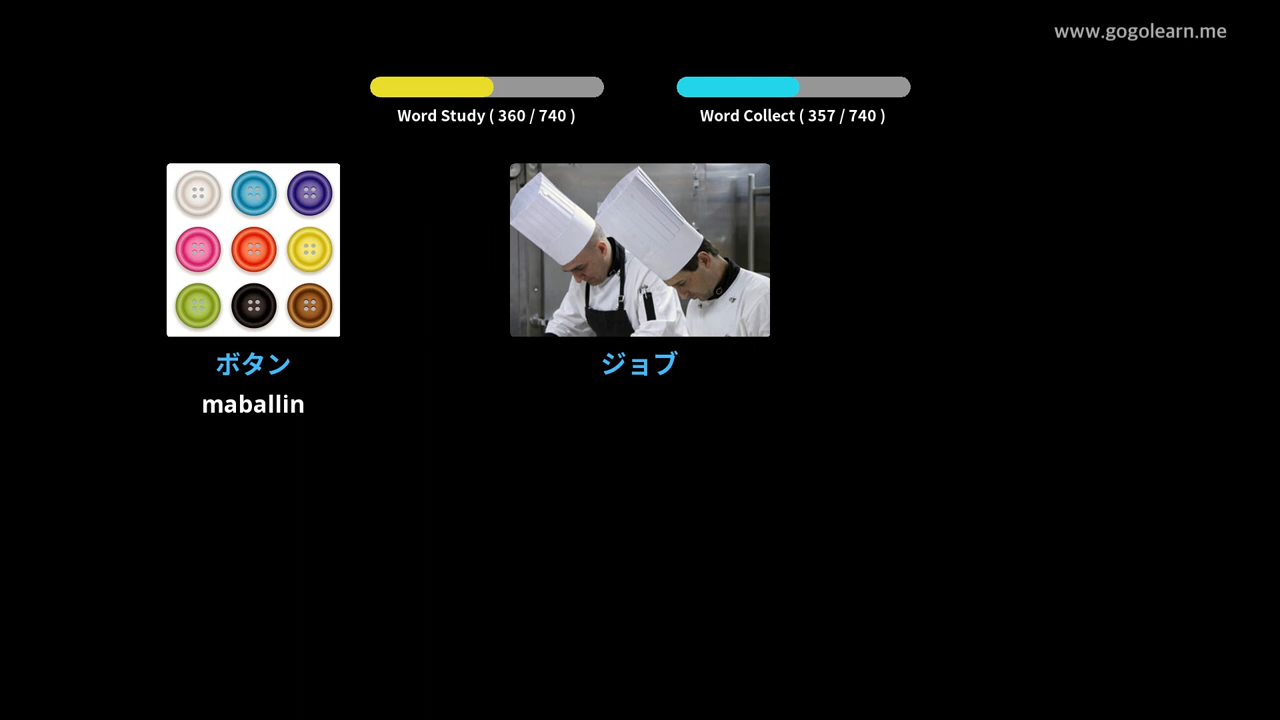 www.gogolearn.me
Word Study ( 360 / 740 )
Word Collect ( 357 / 740 )
ボタン
ジョブ
maballin